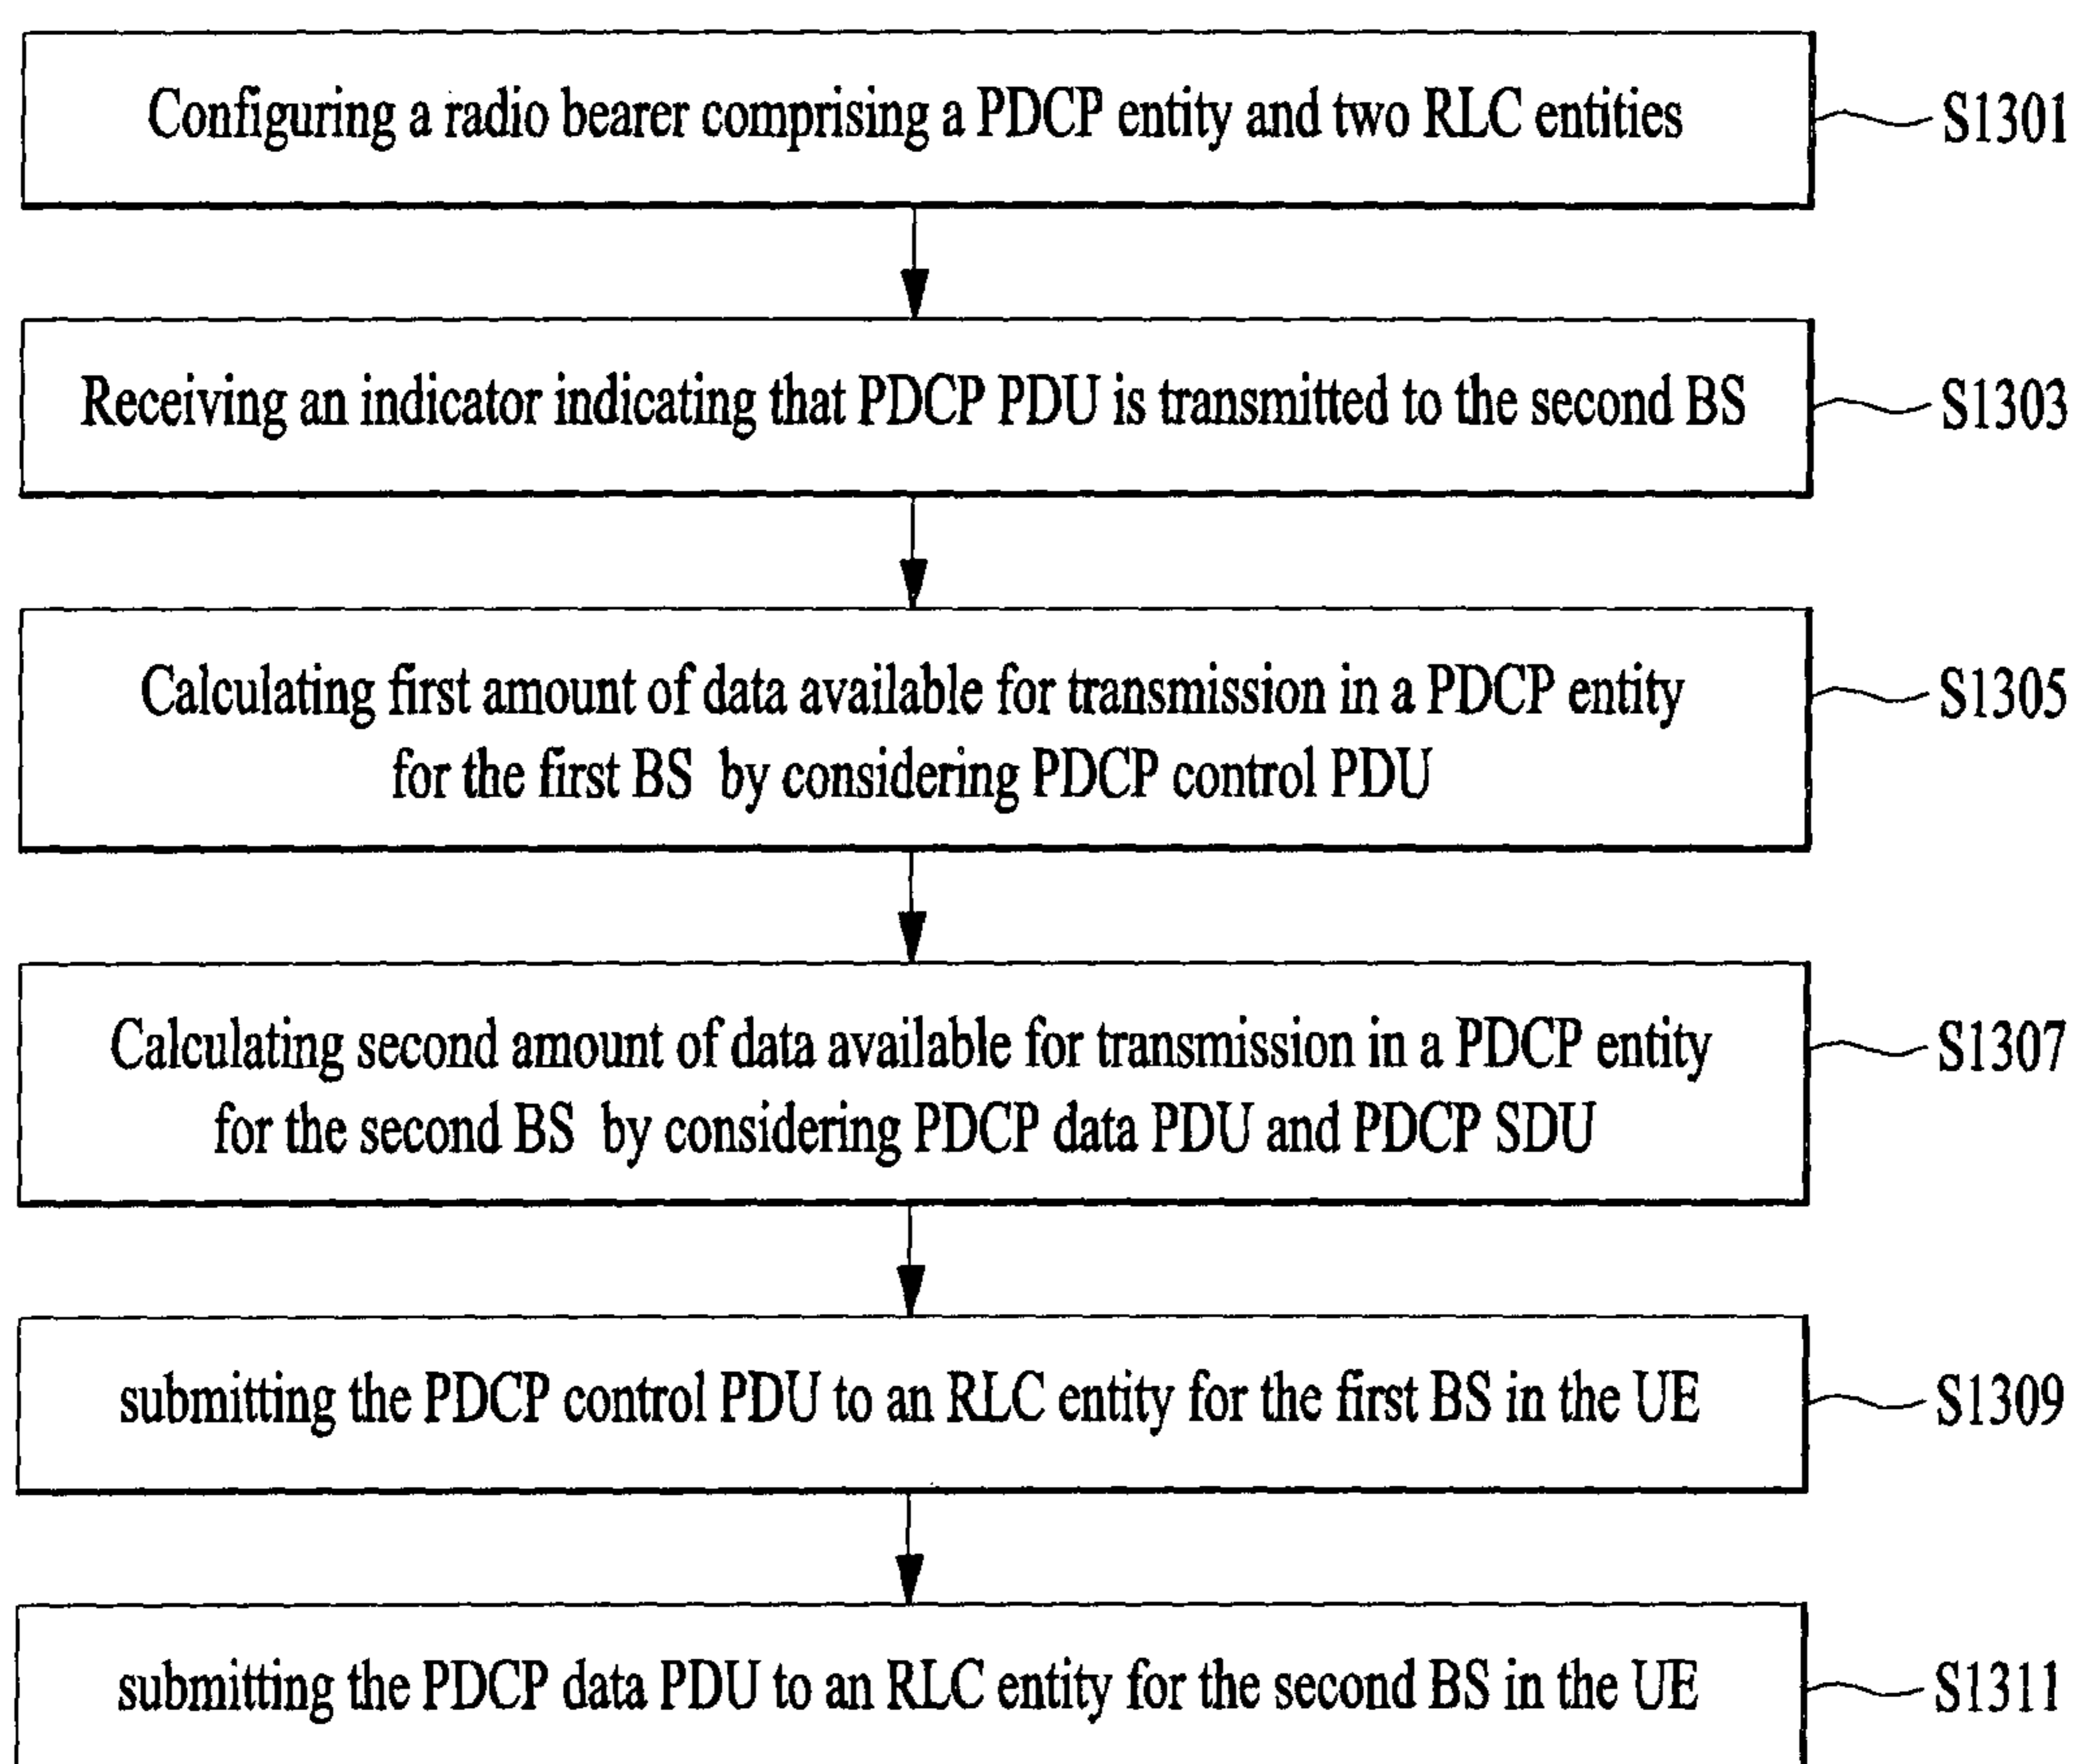 Configuring a radio bearer comprising a PDCP entity and two RLC entities
S1301
Receiving an indicator indicating that PDCP PDU is transmitted to the second BS
S1303
Calculating first amount of data available for transmission in a PDCP entity
for the first BS by considering PDCP control PDU
S1305
Calculating second amount of data available for transmission in a PDCP entity
for the second BS by considering PDCP data PDU and PDCP SDU
S1307
submitting the PDCP control PDU to an RLC entity for the first BS in the UE
S1309
submitting the PDCP data PDU to an RLC entity for the second BS in the UE
S1311